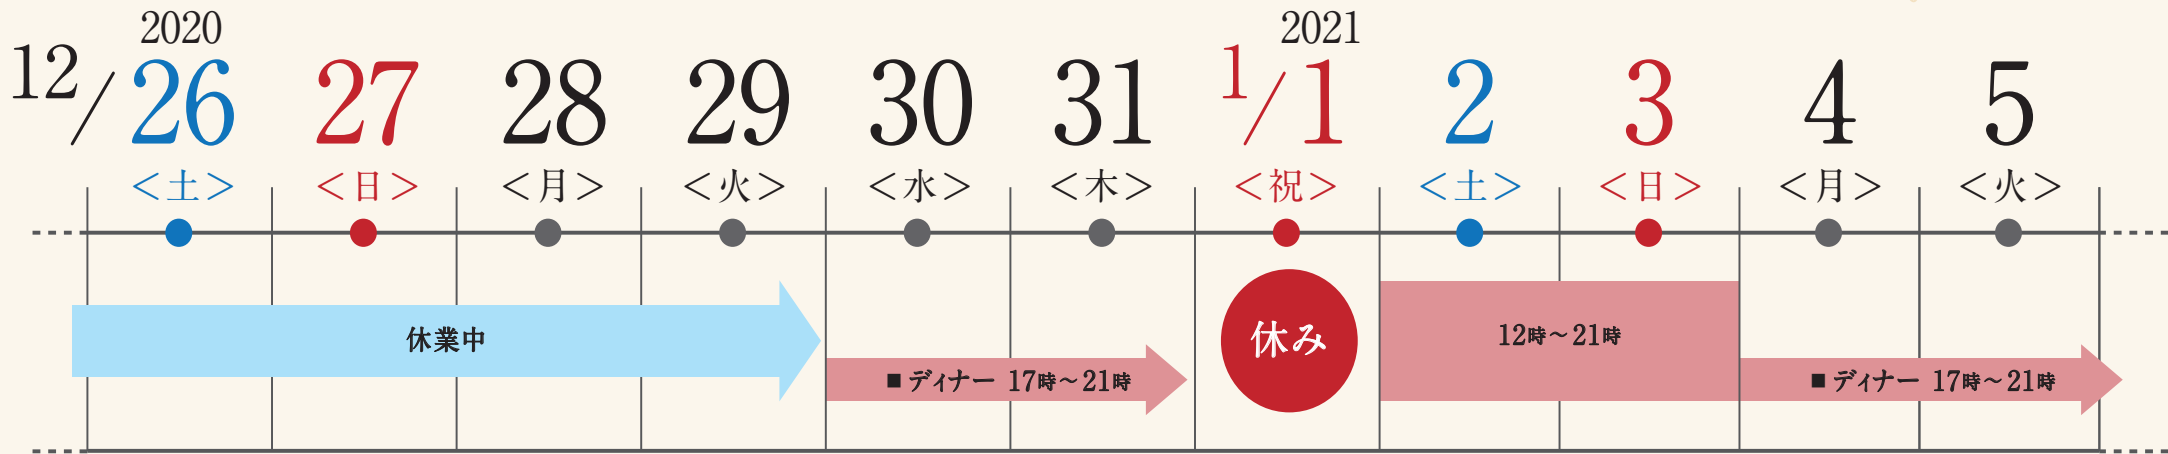 2020
12/26 27 28 29 30 31
2021
1/1 2 3 4 5
<土> <日> <月> <火> <水> <木> <祝> <土> <日> <月> <火>
休業中
■ディナー 17時～21時
休み
12時～21時
■ディナー 17時～21時